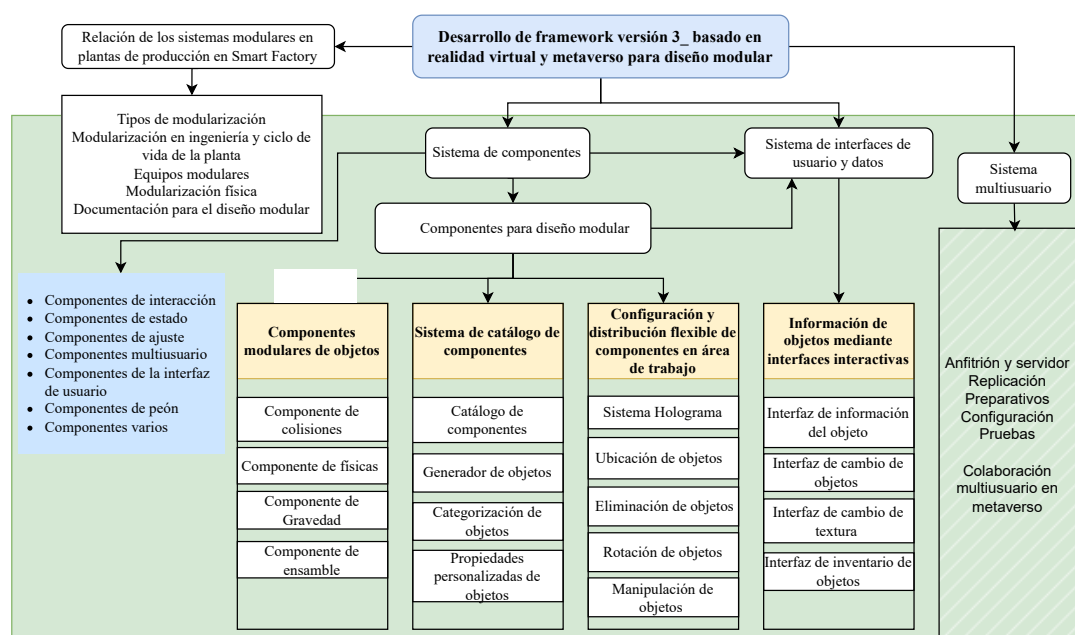 Relación de los sistemas modulares en
plantas de producción en Smart Factory
Desarrollo de framework versión 3_ basado en
realidad virtual y metaverso para diseño modular
Tipos de modularización
Modularización en ingeniería y ciclo de
vida de la planta
Equipos modulares
Modularización física
Documentación para el diseño modular
Sistema de componentes
Sistema de interfaces de
usuario y datos
Sistema
multiusuario
Componentes para diseño modular
Componentes de interacción
Componentes de estado
Componentes de ajuste
Componentes multiusuario
Componentes de la interfaz
de usuario
Componentes de peón
Componentes varios
Componentes
modulares de objetos
Componente de
colisiones
Componente de físicas
Componente de
Gravedad
Componente de
ensamble
Sistema de catálogo de
componentes
Catálogo de
componentes
Generador de objetos
Categorización de
objetos
Propiedades
personalizadas de
objetos
Configuración y
distribución flexible de
componentes en área
de trabajo
Sistema Holograma
Ubicación de objetos
Eliminación de objetos
Rotación de objetos
Manipulación de
objetos
Información de
objetos mediante
interfaces interactivas
Interfaz de información
del objeto
Interfaz de cambio de
objetos
Interfaz de cambio de
textura
Interfaz de inventario de
objetos
Anfitrión y servidor
Replicación
Preparativos
Configuración
Pruebas
Colaboración
multiusuario en
metaverso